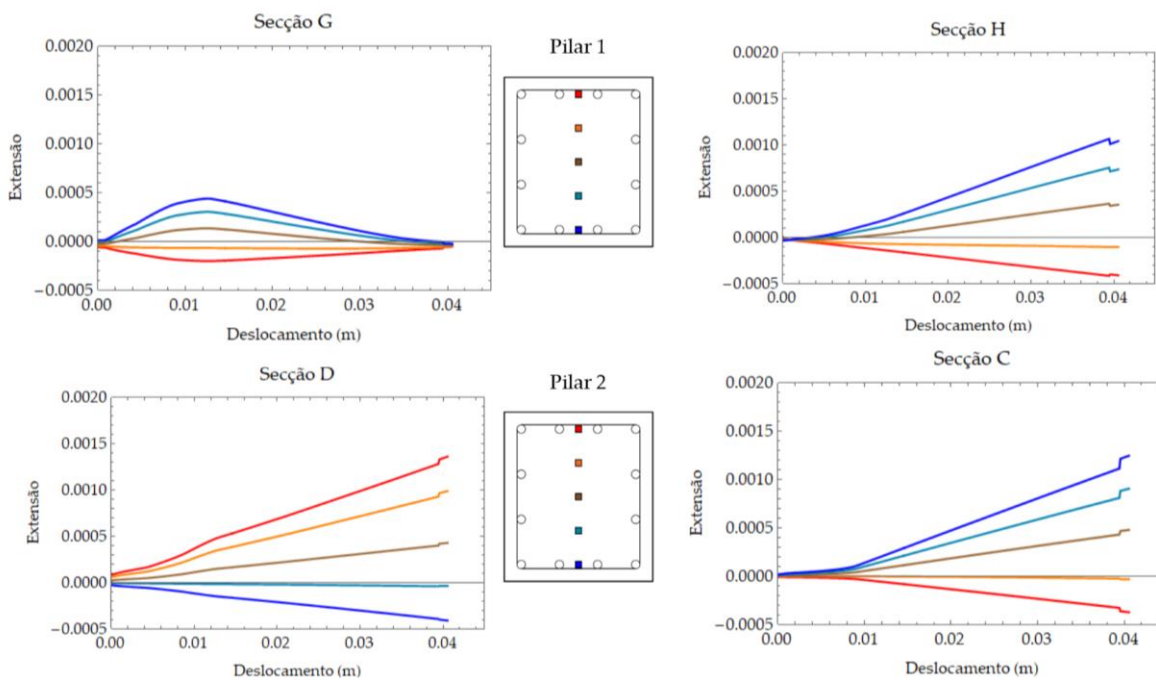 Secção G
0.0020
0.0015
0.0010
0.0005
0.0000
−0.0005
Extensão
0.00 0.01 0.02 0.03 0.04
Deslocamento (m)
Pilar 1
Secção H
0.0020
0.0015
0.0010
0.0005
0.0000
−0.0005
Extensão
0.00 0.01 0.02 0.03 0.04
Deslocamento (m)
Secção D
0.0020
0.0015
0.0010
0.0005
0.0000
−0.0005
Extensão
0.00 0.01 0.02 0.03 0.04
Deslocamento (m)
Pilar 2
Secção C
0.0020
0.0015
0.0010
0.0005
0.0000
−0.0005
Extensão
0.00 0.01 0.02 0.03 0.04
Deslocamento (m)